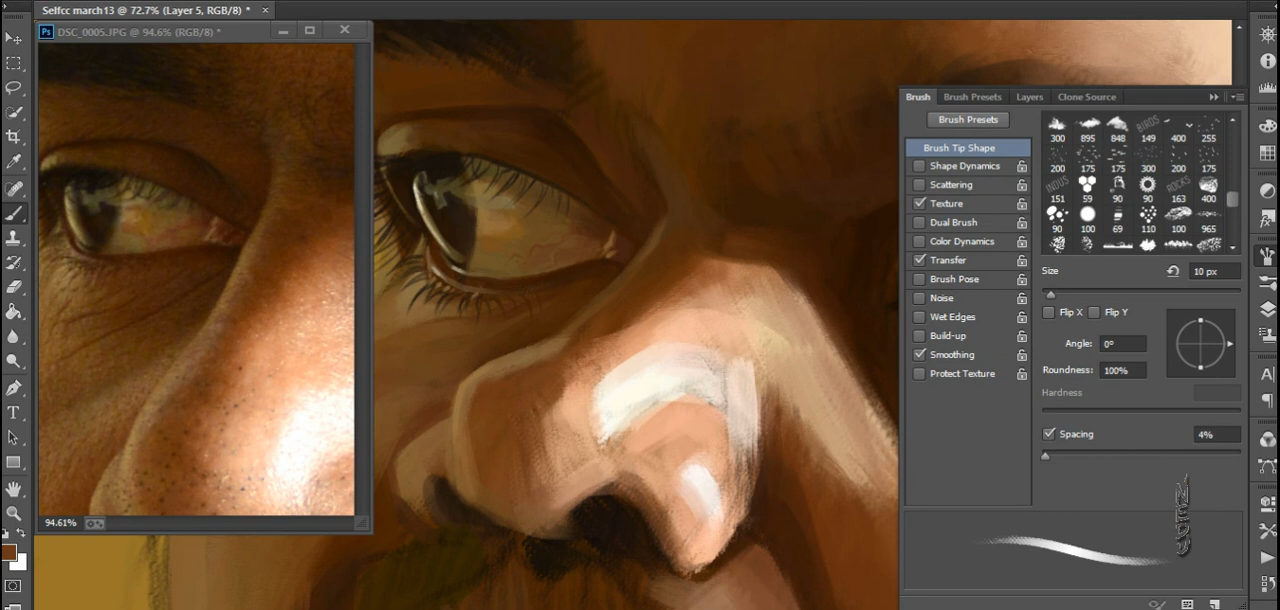 Selfcc march13 @ 72.7% (Layer 5, RGB/8) * ×
Ps DSC_0005.JPG @ 94.6% (RGB/8) *
94.61%
Brush Brush Presets Layers Clone Source
Brush Presets
Brush Tip Shape
Shape Dynamics
Scattering
Texture
Dual Brush
Color Dynamics
Transfer
Brush Pose
Noise
Wet Edges
Build-up
Smoothing
Protect Texture
BIRDS
300 895 848 149 400 255
200 175 175 300 200 175
INDUS ROCKS
151 59 90 90 163 400
90 100 69 110 100 965
Size 10 px
Flip X Flip Y
Angle: 0°
Roundness: 100%
Hardness
Spacing 4%